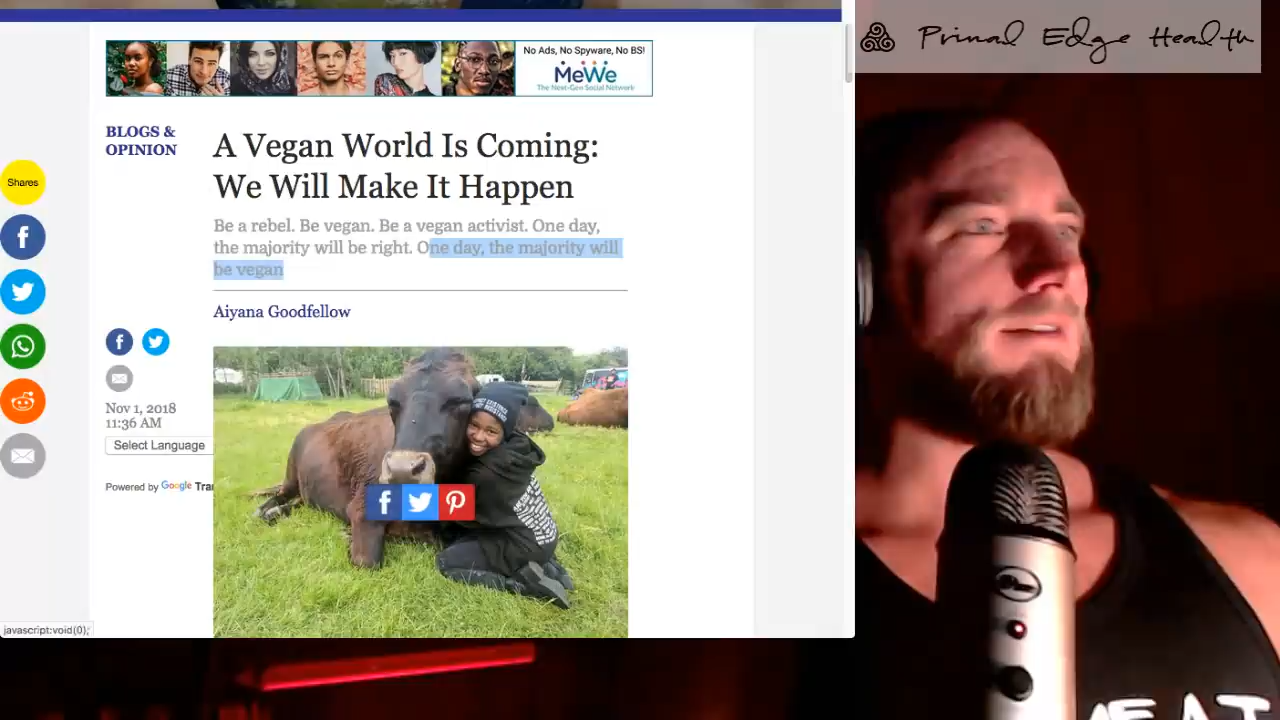 No Ads, No Spyware, No BS!
MeWe
The Next-Gen Social Network
Primal Edge Health
BLOGS &
OPINION
A Vegan World Is Coming:
We Will Make It Happen
Be a rebel. Be vegan. Be a vegan activist. One day,
the majority will be right. One day, the majority will
be vegan
Aiyana Goodfellow
Shares
Nov 1, 2018
11:36 AM
Select Language
Powered by Google Tra
javascript:void(0);
EAT